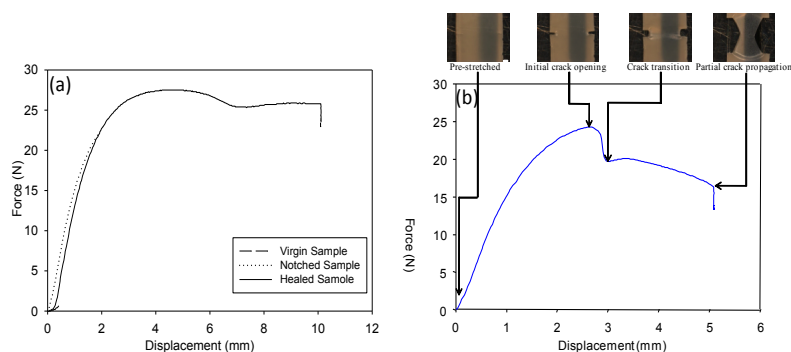 Pre-stretched
Initial crack opening
Crack transition
Partial crack propagation
(a)
30
25
20
15
10
5
0
Force (N)
Virgin Sample
Notched Sample
Healed Samole
0 2 4 6 8 10 12
Displacement (mm)
(b)
30
25
20
15
10
5
0
Force (N)
0 1 2 3 4 5 6
Displacement(mm)